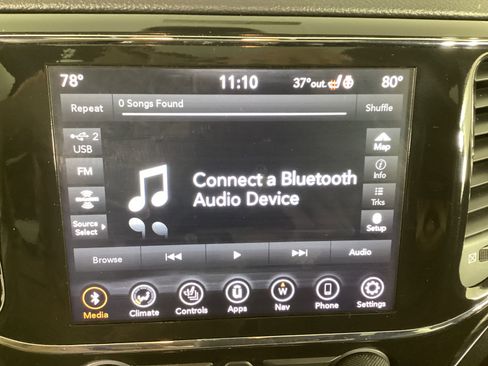 78° 11:10 37°out. 80°
Repeat 0 Songs Found Shuffle
2
USB
FM
Source
Select
Connect a Bluetooth
Audio Device
Map
i
Info
Trks
Setup
Browse Audio
W
Media Climate Controls Apps Nav Phone Settings